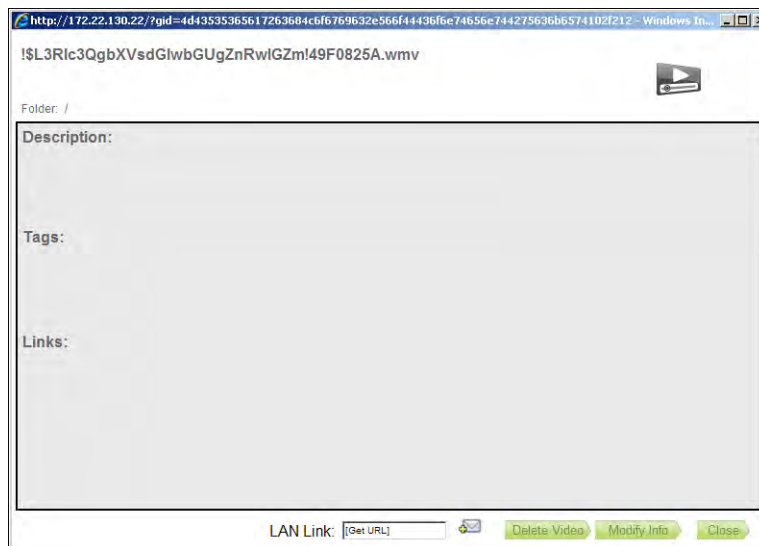 http://172.22.130.22/?gid=4d43535365617263684c6f6769632e566f44436f6e74656e744275636b6574102f212 - Windows In...
!$L3RIc3QgbXVsdGlwbGUgZnRwIGZm!49F0825A.wmv
Folder: /
Description:
Tags:
Links:
LAN Link: [Get URL] Delete Video Modify Info Close